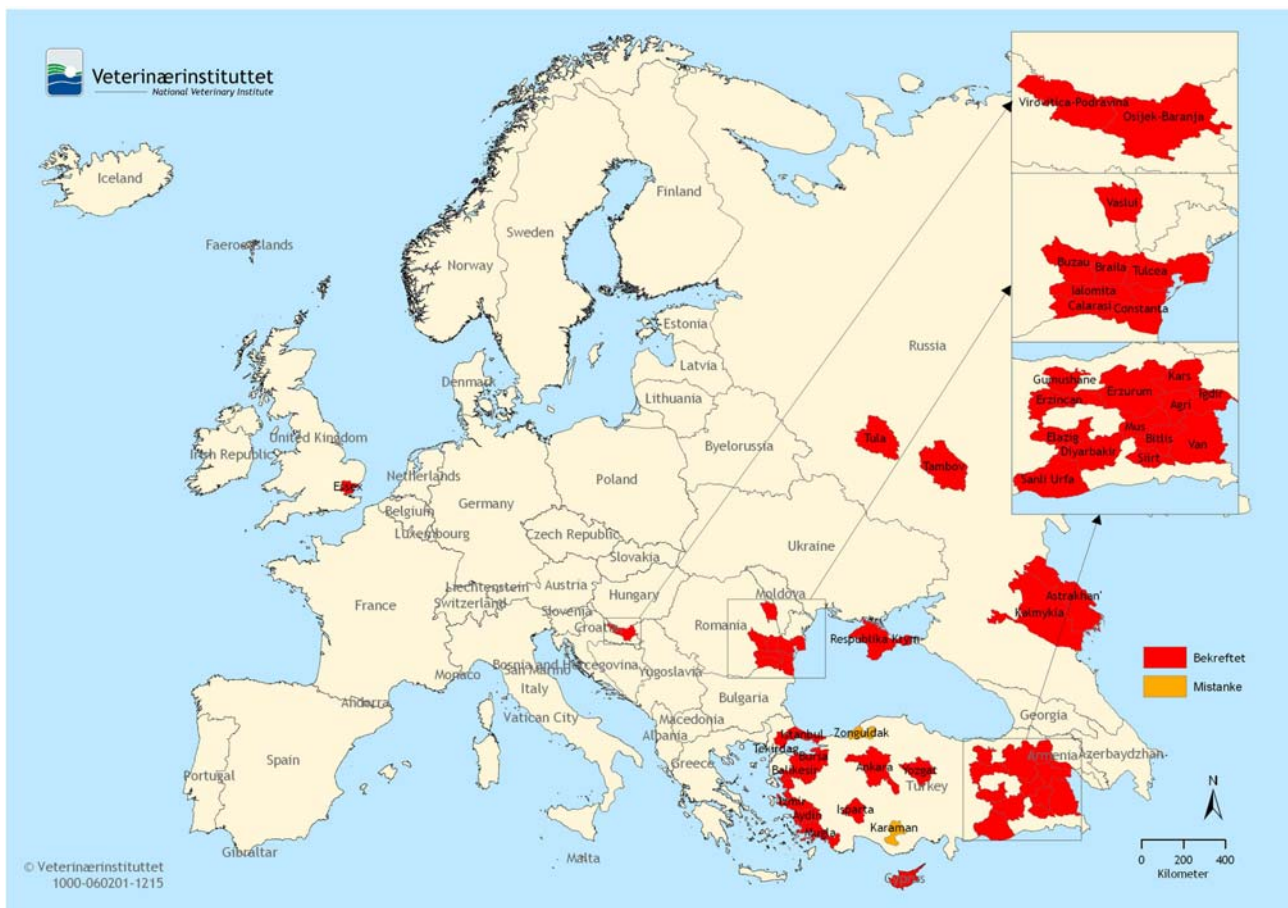 Veterinærinstituttet
National Veterinary Institute
Iceland
Faeroe Islands
Norway
Sweden
Finland
Russia
Estonia
Latvia
Lithuania
Denmark
Byelorussia
United Kingdom
Irish Republic
Essex
Netherlands
Belgium
Luxembourg
Germany
Poland
Czech Republic
Slovakia
Ukraine
Tula
Tambov
France
Liechtenstein
Switzerland
Austria
Hungary
Slovenia
Croatia
Moldova
Romania
Respublika Krym
Astrakhan'
Kalmykia
Bosnia and Hercegovina
San Marino
Monaco
Italy
Yugoslavia
Andorra
Vatican City
Bulgaria
Macedonia
Albania
Greece
Georgia
Armenia
Azerbaydzhan
Portugal
Spain
Gibraltar
Malta
Istanbul
Tekirdag
Zonguldak
Bursa
Balikesir
Ankara
Yozgat
Turkey
Izmir
Aydin
Isparta
Mugla
Karaman
Cyprus
Virovitica-Podravina
Osijek-Baranja
Vaslui
Buzau
Braila
Tulcea
Ialomita
Calarasi
Constanta
Gumushane
Kars
Erzincan
Erzurum
Igdir
Agri
Mus
Elazig
Bitlis
Van
Diyarbakir
Siirt
Sanli Urfa
Bekreftet
Mistanke
N
0 200 400
Kilometer
© Veterinærinstituttet
1000-060201-1215